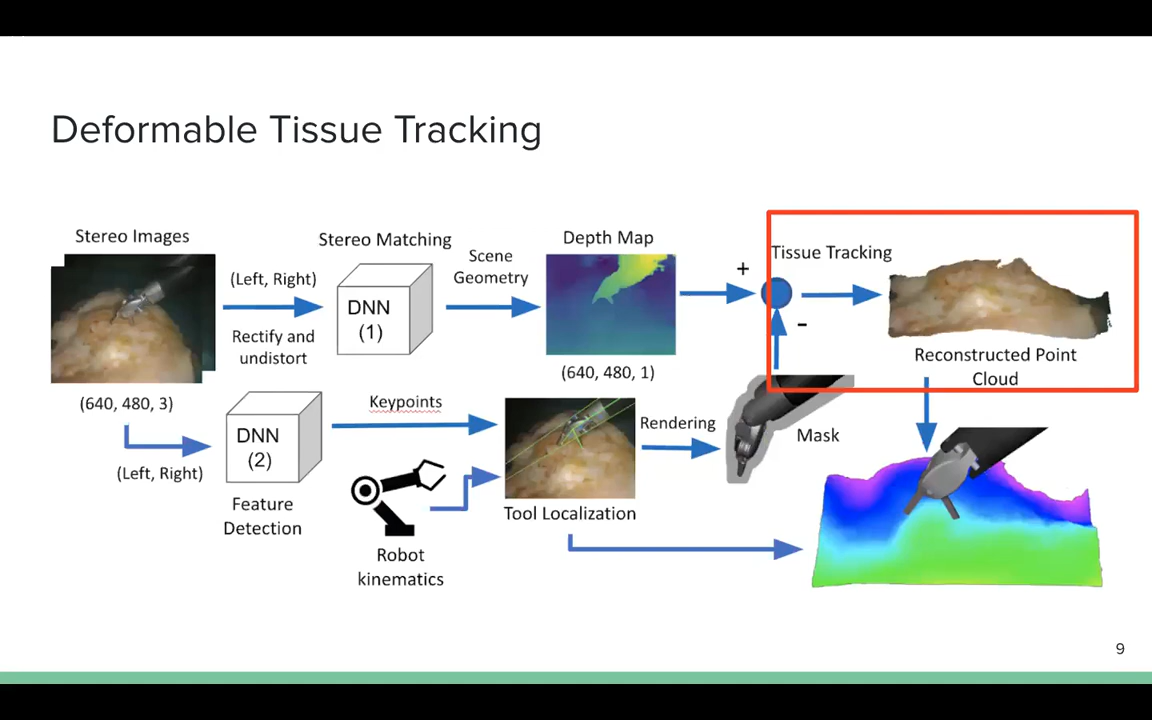 Deformable Tissue Tracking
Stereo Images
(640, 480, 3)
(Left, Right)
Rectify and
undistort
Stereo Matching
DNN
(1)
Scene
Geometry
Depth Map
(640, 480, 1)
+
-
Tissue Tracking
Reconstructed Point
Cloud
(Left, Right)
DNN
(2)
Feature
Detection
Keypoints
Robot
kinematics
Tool Localization
Rendering
Mask
9